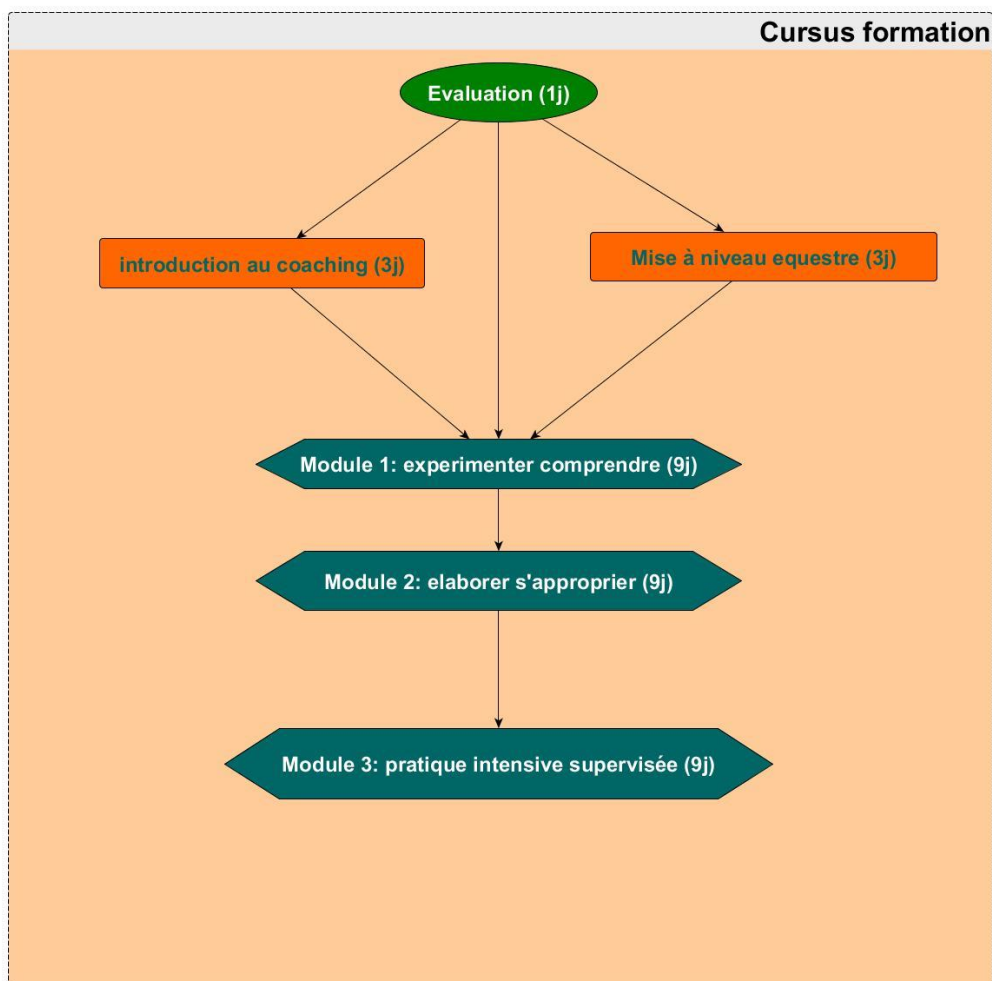 Cursus formation
Evaluation (1j)
introduction au coaching (3j)
Mise à niveau equestre (3j)
Module 1: experimenter comprendre (9j)
Module 2: elaborer s'approprier (9j)
Module 3: pratique intensive supervisée (9j)